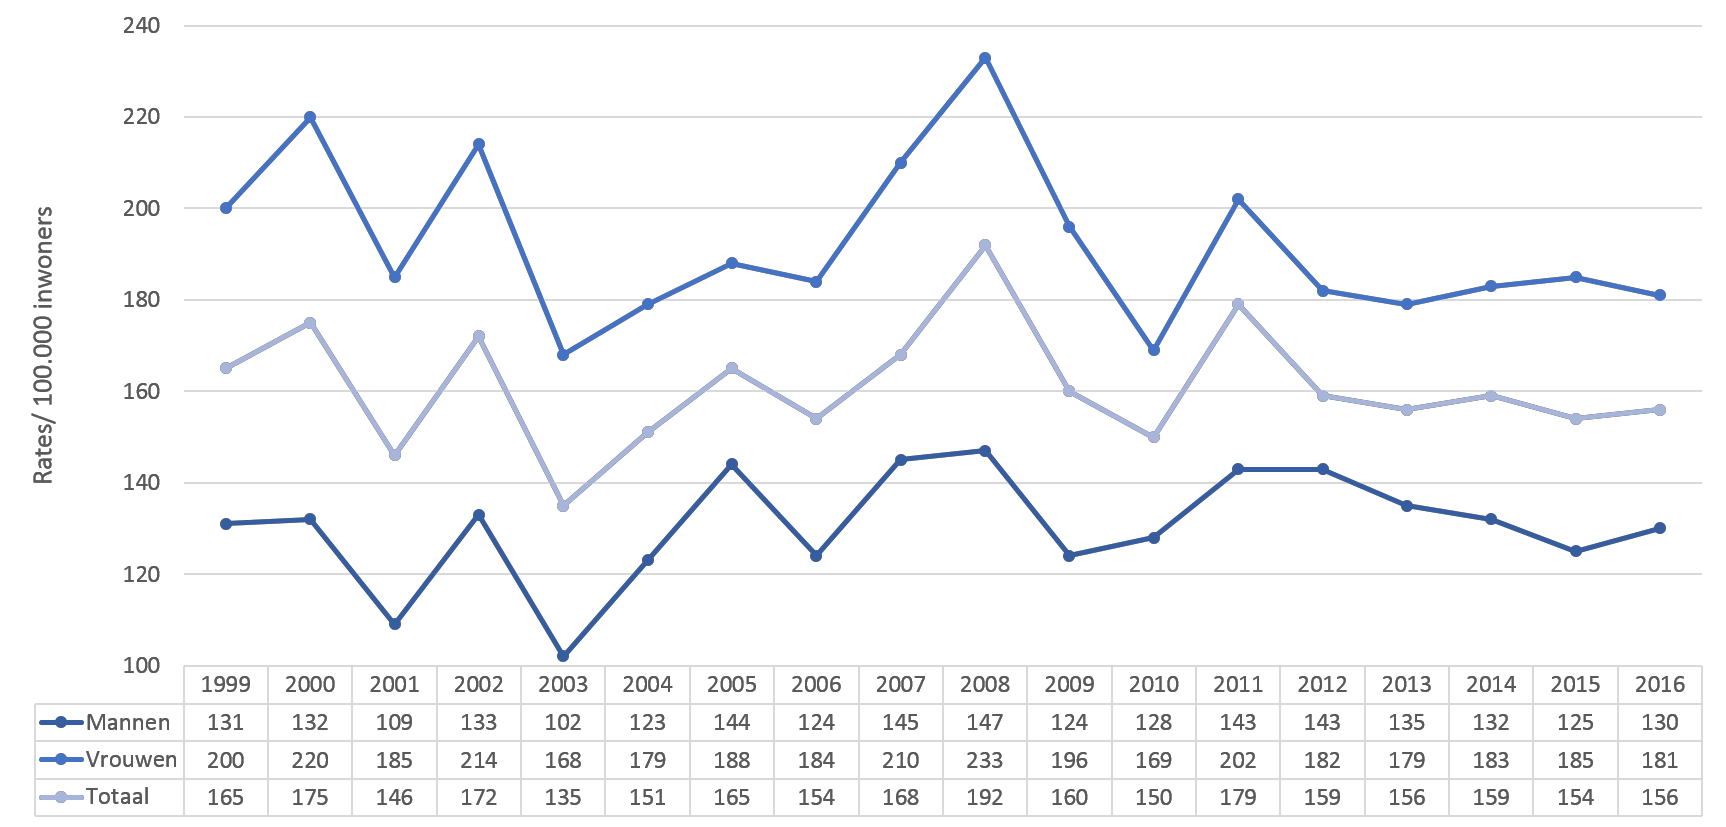 240
220
200
180
160
140
120
100
Rates/ 100.000 inwoners
1999 2000 2001 2002 2003 2004 2005 2006 2007 2008 2009 2010 2011 2012 2013 2014 2015 2016
Mannen 131 132 109 133 102 123 144 124 145 147 124 128 143 143 135 132 125 130
Vrouwen 200 220 185 214 168 179 188 184 210 233 196 169 202 182 179 183 185 181
Totaal 165 175 146 172 135 151 165 154 168 192 160 150 179 159 156 159 154 156